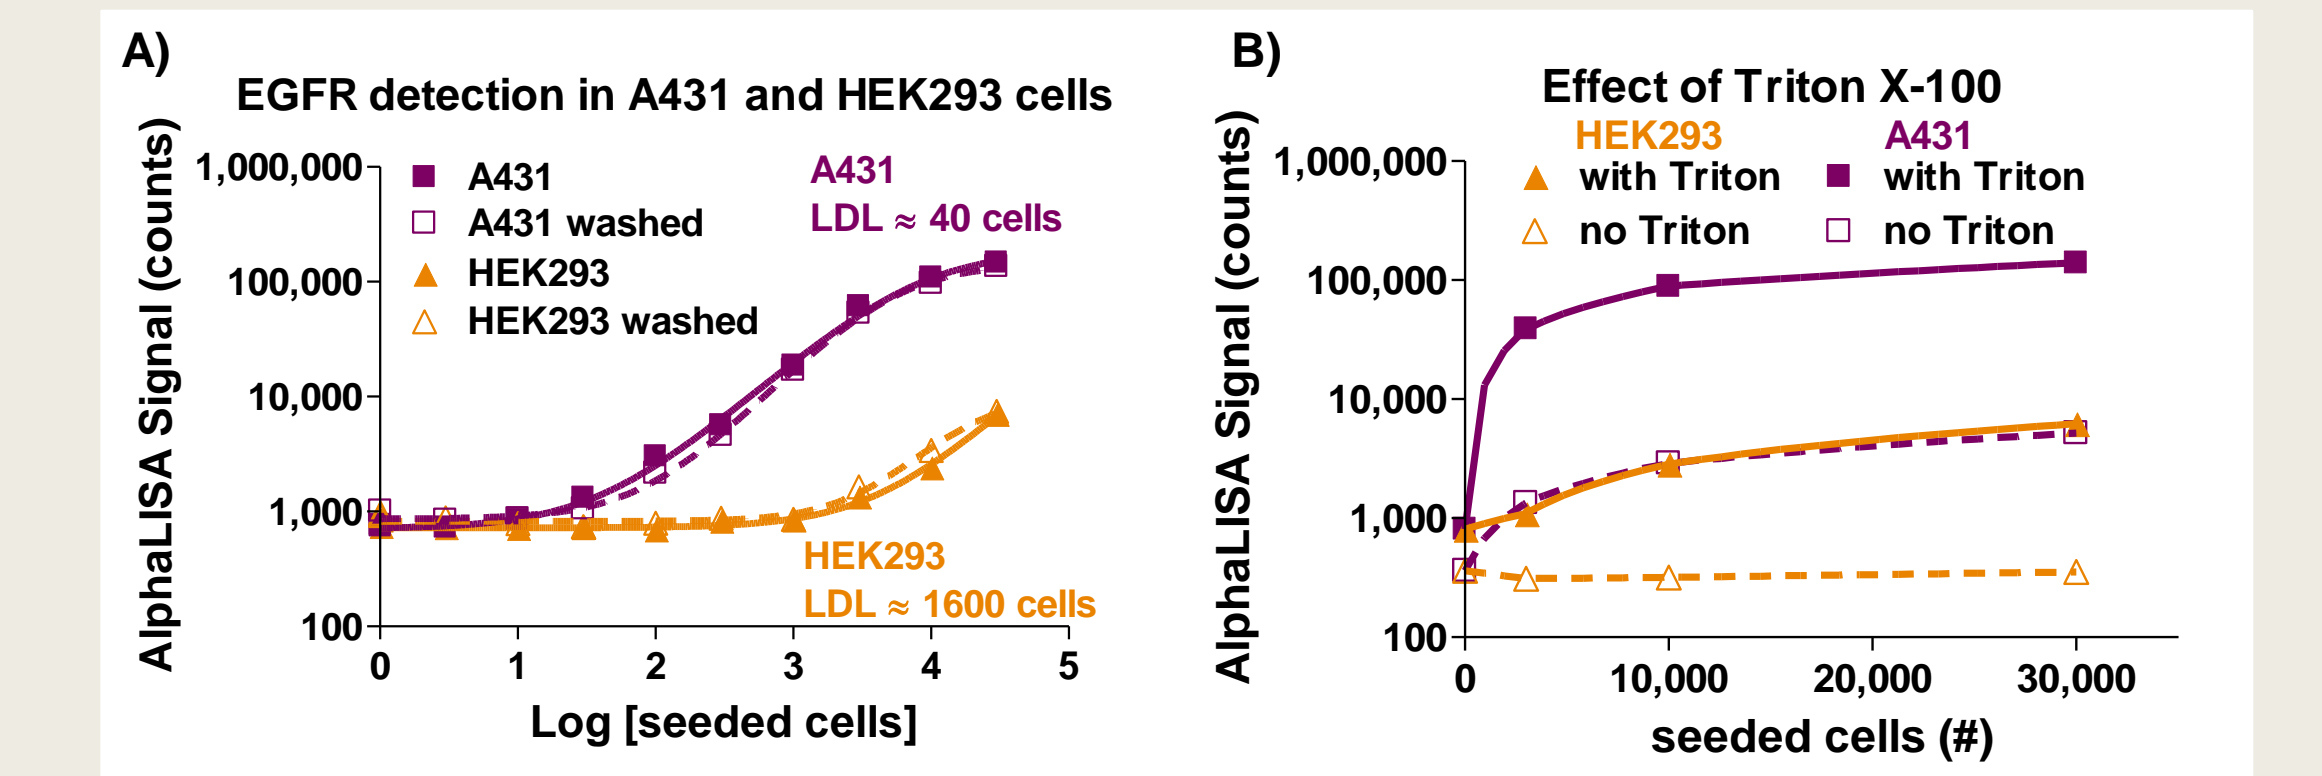 A)
EGFR detection in A431 and HEK293 cells
AlphaLISA Signal (counts)
1,000,000
100,000
10,000
1,000
100
A431
A431 washed
HEK293
HEK293 washed
A431
LDL ≈ 40 cells
HEK293
LDL ≈ 1600 cells
0 1 2 3 4 5
Log [seeded cells]
B)
Effect of Triton X-100
AlphaLISA Signal (counts)
HEK293 A431
with Triton with Triton
no Triton no Triton
1,000,000
100,000
10,000
1,000
100
0 10,000 20,000 30,000
seeded cells (#)